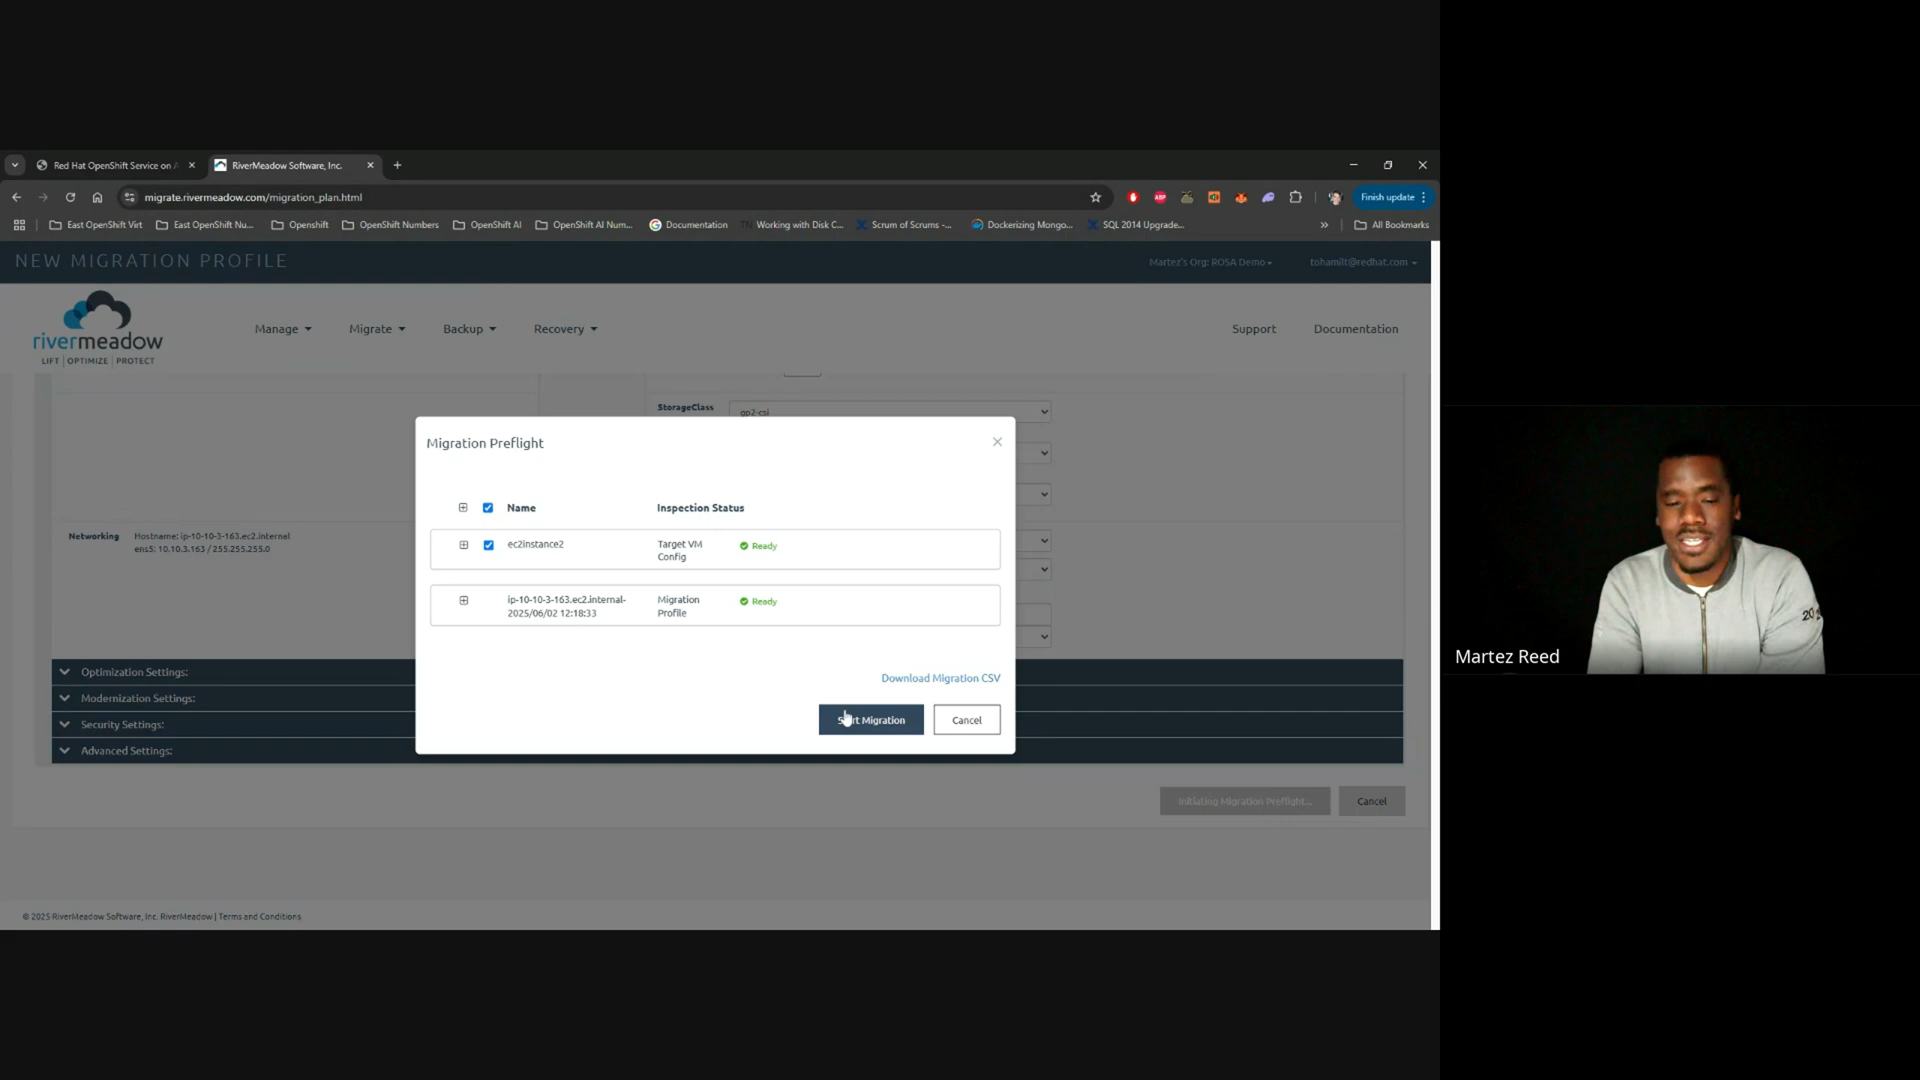 Red Hat OpenShift Service on A
RiverMeadow Software, Inc.
migrate.rivermeadow.com/migration_plan.html
Finish update
East OpenShift Virt
East OpenShift Nu...
Openshift
OpenShift Numbers
OpenShift AI
OpenShift AI Num...
Documentation
Working with Disk C...
Scrum of Scrums -...
Dockerizing Mongo...
SQL 2014 Upgrade...
»
All Bookmarks
NEW MIGRATION PROFILE
Martez's Org: ROSA Demo
tohamilt@redhat.com
rivermeadow
LIFT | OPTIMIZE | PROTECT
Manage
Migrate
Backup
Recovery
Support
Documentation
StorageClass
gp2-csi
Migration Preflight
Name
Inspection Status
ec2instance2
Target VM
Config
Ready
ip-10-10-3-163.ec2.internal-
2025/06/02 12:18:33
Migration
Profile
Ready
Download Migration CSV
Start Migration
Cancel
Networking
Hostname: ip-10-10-3-163.ec2.internal
ens5: 10.10.3.163 / 255.255.255.0
Optimization Settings:
Modernization Settings:
Security Settings:
Advanced Settings:
Initiating Migration Preflight...
Cancel
© 2025 RiverMeadow Software, Inc. RiverMeadow | Terms and Conditions
Martez Reed